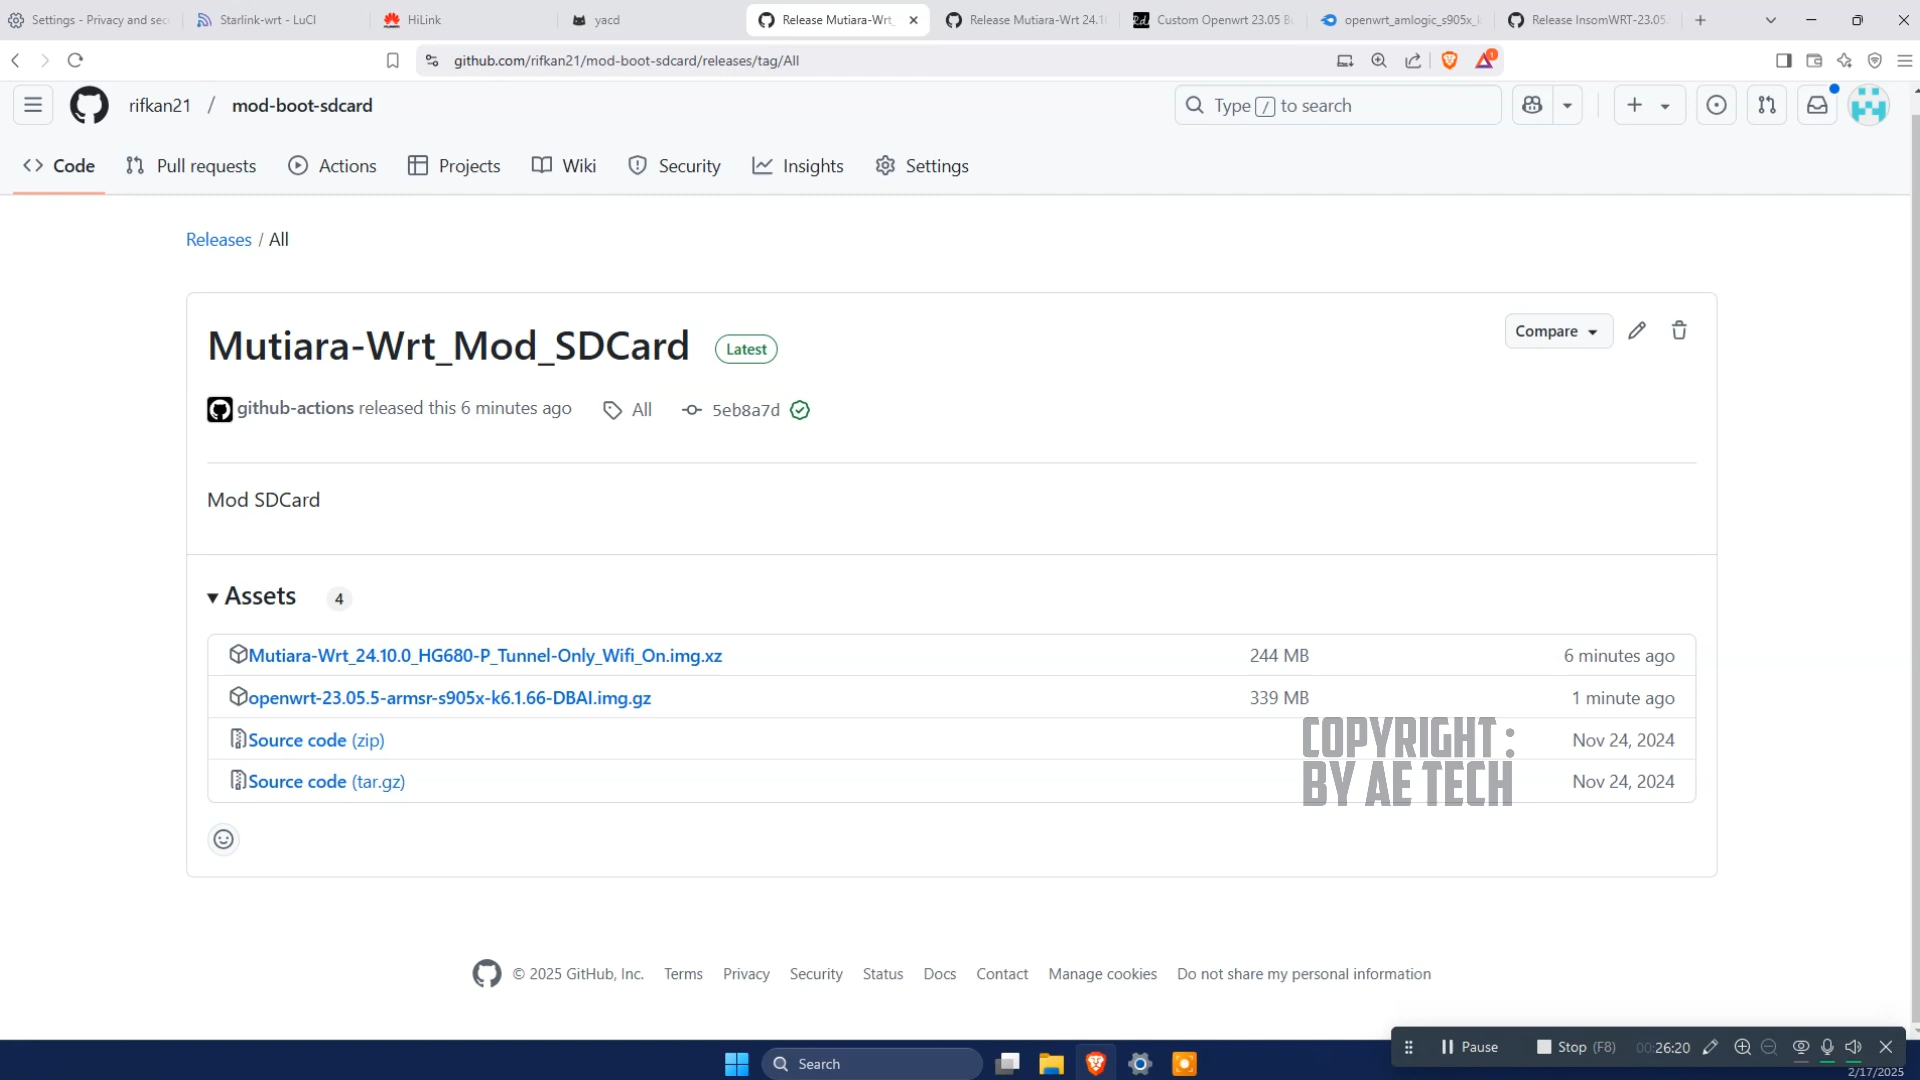 Settings - Privacy and sec
Starlink-wrt - LuCI
HiLink
yacd
Release Mutiara-Wrt_
Release Mutiara-Wrt 24.1
Custom Openwrt 23.05 B
openwrt_amlogic_s905x_k
Release InsomWRT-23.05.
github.com/rifkan21/mod-boot-sdcard/releases/tag/All
1
rifkan21 / mod-boot-sdcard
Type / to search
Code
Pull requests
Actions
Projects
Wiki
Security
Insights
Settings
Releases / All
Mutiara-Wrt_Mod_SDCard
Latest
Compare
github-actions released this 6 minutes ago
All
5eb8a7d
Mod SDCard
Assets 4
Mutiara-Wrt_24.10.0_HG680-P_Tunnel-Only_Wifi_On.img.xz
244 MB
6 minutes ago
openwrt-23.05.5-armsr-s905x-k6.1.66-DBAI.img.gz
339 MB
1 minute ago
Source code (zip)
Nov 24, 2024
Source code (tar.gz)
Nov 24, 2024
COPYRIGHT :
BY AE TECH
© 2025 GitHub, Inc.
Terms
Privacy
Security
Status
Docs
Contact
Manage cookies
Do not share my personal information
Pause
Stop (F8)
00:26:20
Search
2/17/2025